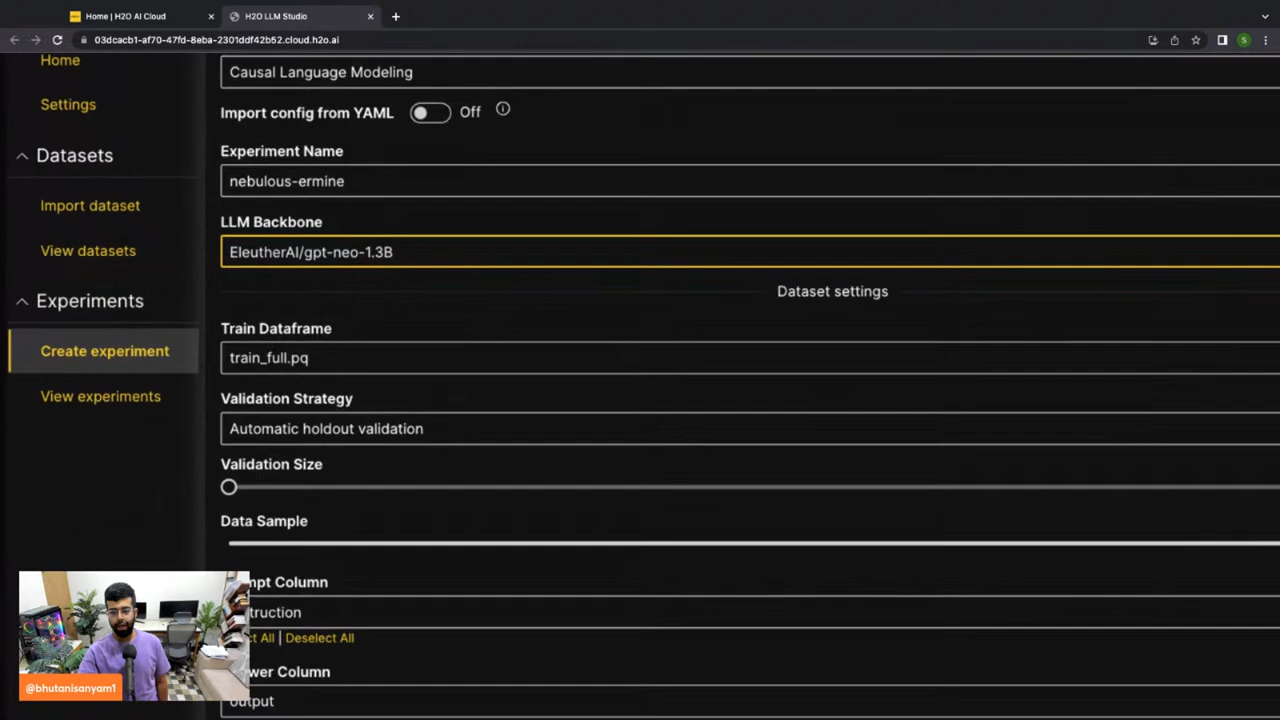 Home | H2O AI Cloud
H2O LLM Studio
03dcacb1-af70-47fd-8eba-2301ddf42b52.cloud.h2o.ai
S
Home
Settings
Datasets
Import dataset
View datasets
Experiments
Create experiment
View experiments
Causal Language Modeling
Import config from YAML Off
Experiment Name
nebulous-ermine
LLM Backbone
EleutherAI/gpt-neo-1.3B
Dataset settings
Train Dataframe
train_full.pq
Validation Strategy
Automatic holdout validation
Validation Size
Data Sample
mpt Column
truction
ct All | Deselect All
wer Column
output
@bhutanisanyam1